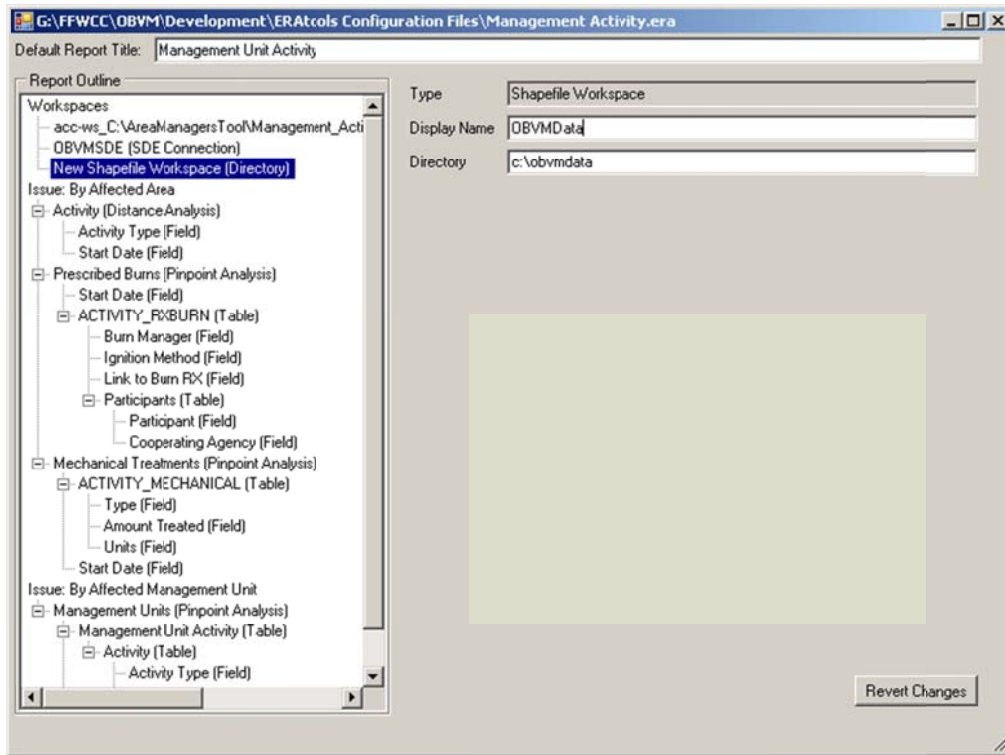 G:\FFWCC\OBVM\Development\ERAtools Configuration Files\Management Activity.era
Default Report Title: Management Unit Activity
Report Outline
Workspaces
acc-ws_C:\AreaManagersTool\Management_Acti
OBVMSDE (SDE Connection)
New Shapefile Workspace (Directory)
Issue: By Affected Area
Activity (DistanceAnalysis)
Activity Type (Field)
Start Date (Field)
Prescribed Burns (Pinpoint Analysis)
Start Date (Field)
ACTIVITY_RXBURN (Table)
Burn Manager (Field)
Ignition Method (Field)
Link to Burn RX (Field)
Participants (Table)
Participant (Field)
Cooperating Agency (Field)
Mechanical Treatments (Pinpoint Analysis)
ACTIVITY_MECHANICAL (Table)
Type (Field)
Amount Treated (Field)
Units (Field)
Start Date (Field)
Issue: By Affected Management Unit
Management Units (Pinpoint Analysis)
Management Unit Activity (Table)
Activity (Table)
Activity Type (Field)
Type Shapefile Workspace
Display Name OBVMData
Directory c:\obvmdata
Revert Changes